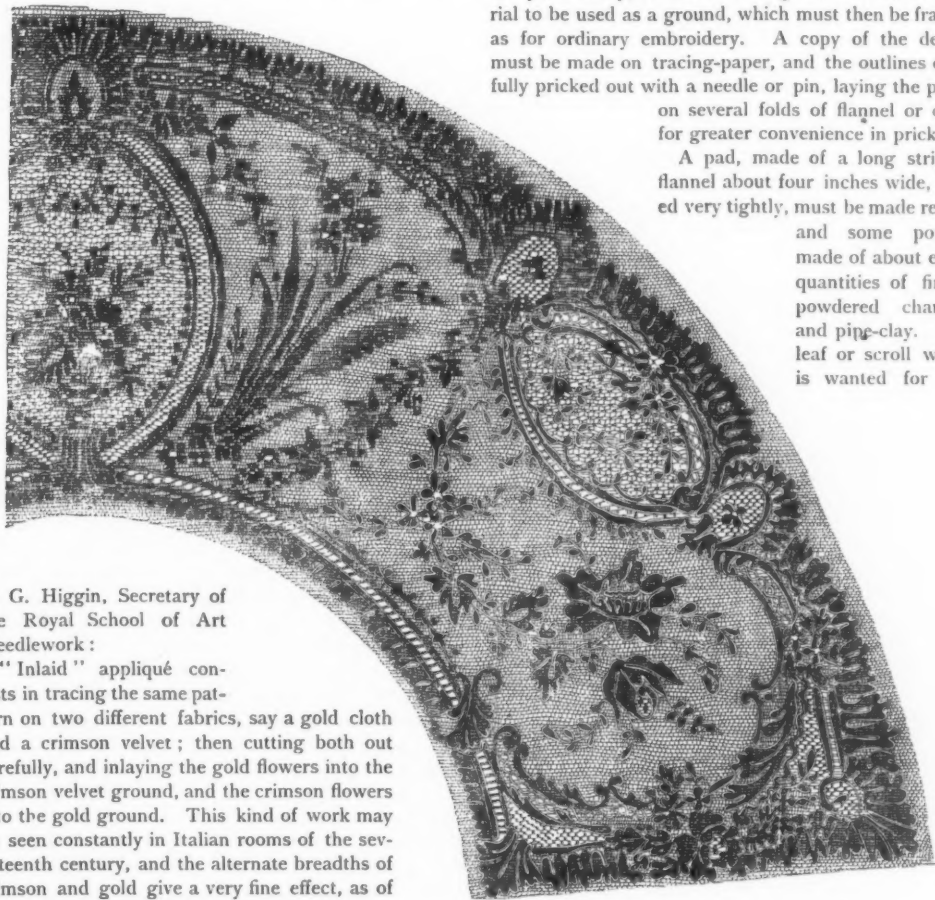 rial to be used as a ground, which must then be fra
as for ordinary embroidery. A copy of the de
must be made on tracing-paper, and the outlines
fully pricked out with a needle or pin, laying the p
on several folds of flannel or
for greater convenience in prick
A pad, made of a long stri
flannel about four inches wide,
ed very tightly, must be made re
and some po
made of about e
quantities of fi
powdered char
and pipe-clay.
leaf or scroll w
is wanted for
G. Higgin, Secretary of
e Royal School of Art
eedlework :
"Inlaid" appliqué con-
sts in tracing the same pat-
rn on two different fabrics, say a gold cloth
d a crimson velvet ; then cutting both out
refully, and inlaying the gold flowers into the
mson velvet ground, and the crimson flowers
o the gold ground. This kind of work may
seen constantly in Italian rooms of the sev-
teenth century, and the alternate breadths of
mson and gold give a very fine effect, as of